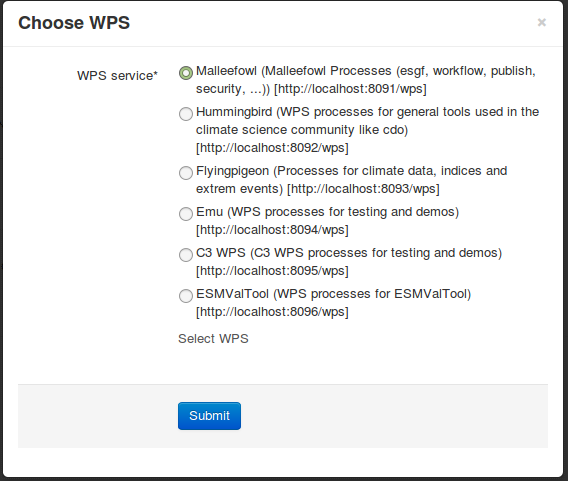 Choose WPS
×
WPS service*
Malleefowl (Malleefowl Processes (esgf, workflow, publish,
security, ...)) [http://localhost:8091/wps]
Hummingbird (WPS processes for general tools used in the
climate science community like cdo)
[http://localhost:8092/wps]
Flyingpigeon (Processes for climate data, indices and
extrem events) [http://localhost:8093/wps]
Emu (WPS processes for testing and demos)
[http://localhost:8094/wps]
C3 WPS (C3 WPS processes for testing and demos)
[http://localhost:8095/wps]
ESMValTool (WPS processes for ESMValTool)
[http://localhost:8096/wps]
Select WPS
Submit